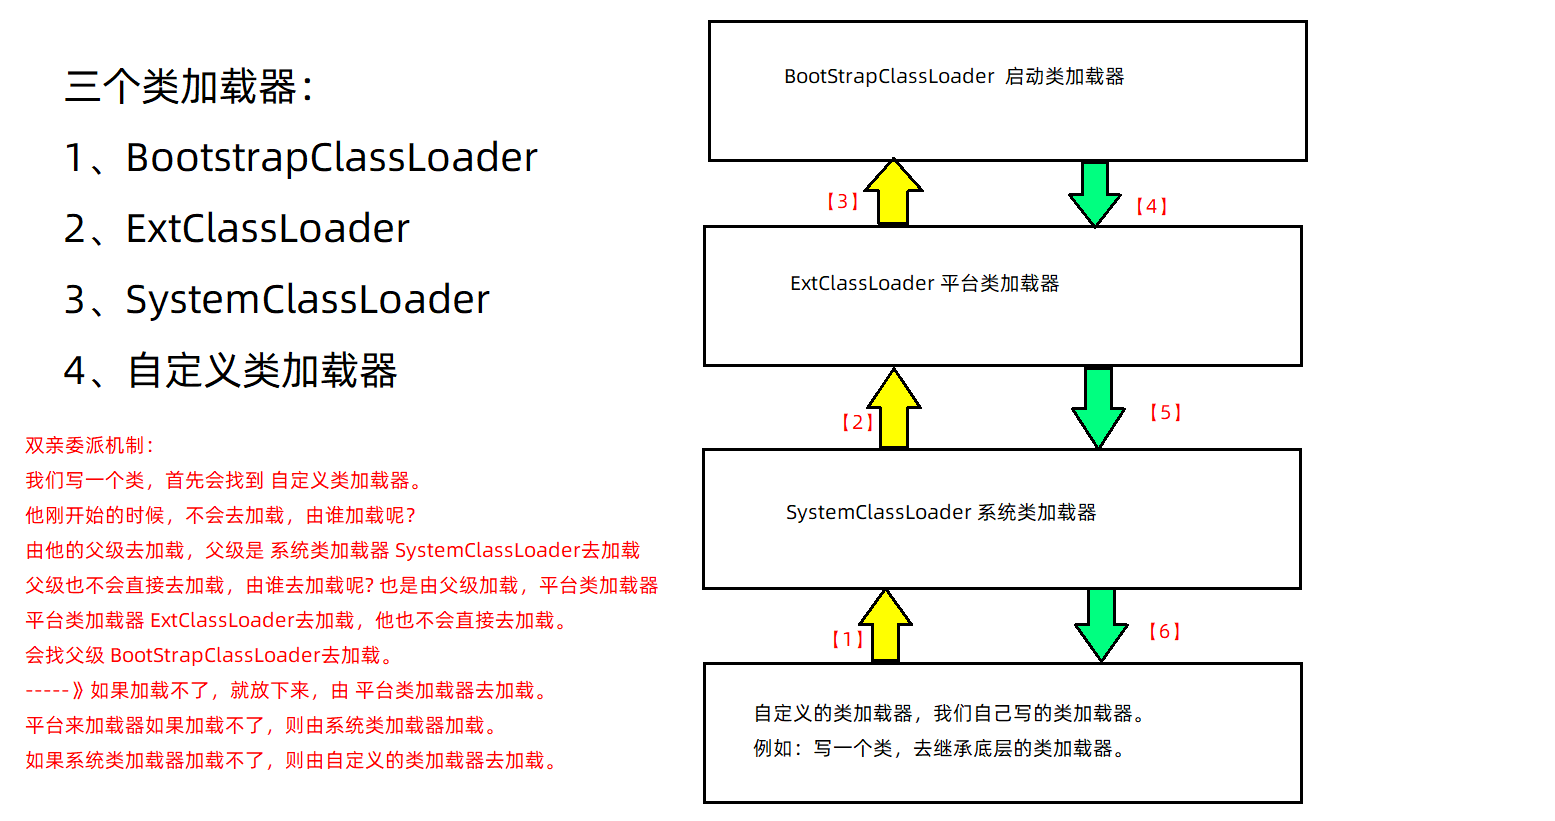 三个类加载器：
1、BootstrapClassLoader
2、ExtClassLoader
3、SystemClassLoader
4、自定义类加载器
双亲委派机制：
我们写一个类，首先会找到 自定义类加载器。
他刚开始的时候，不会去加载，由谁加载呢?
由他的父级去加载，父级是 系统类加载器 SystemClassLoader去加载
父级也不会直接去加载，由谁去加载呢? 也是由父级加载，平台类加载器
平台类加载器 ExtClassLoader去加载，他也不会直接去加载。
会找父级 BootStrapClassLoader去加载。
-----》如果加载不了，就放下来，由 平台类加载器去加载。
平台来加载器如果加载不了，则由系统类加载器加载。
如果系统类加载器加载不了，则由自定义的类加载器去加载。
BootStrapClassLoader 启动类加载器
【3】
【4】
ExtClassLoader 平台类加载器
【2】
【5】
SystemClassLoader 系统类加载器
【1】
【6】
自定义的类加载器，我们自己写的类加载器。
例如：写一个类，去继承底层的类加载器。